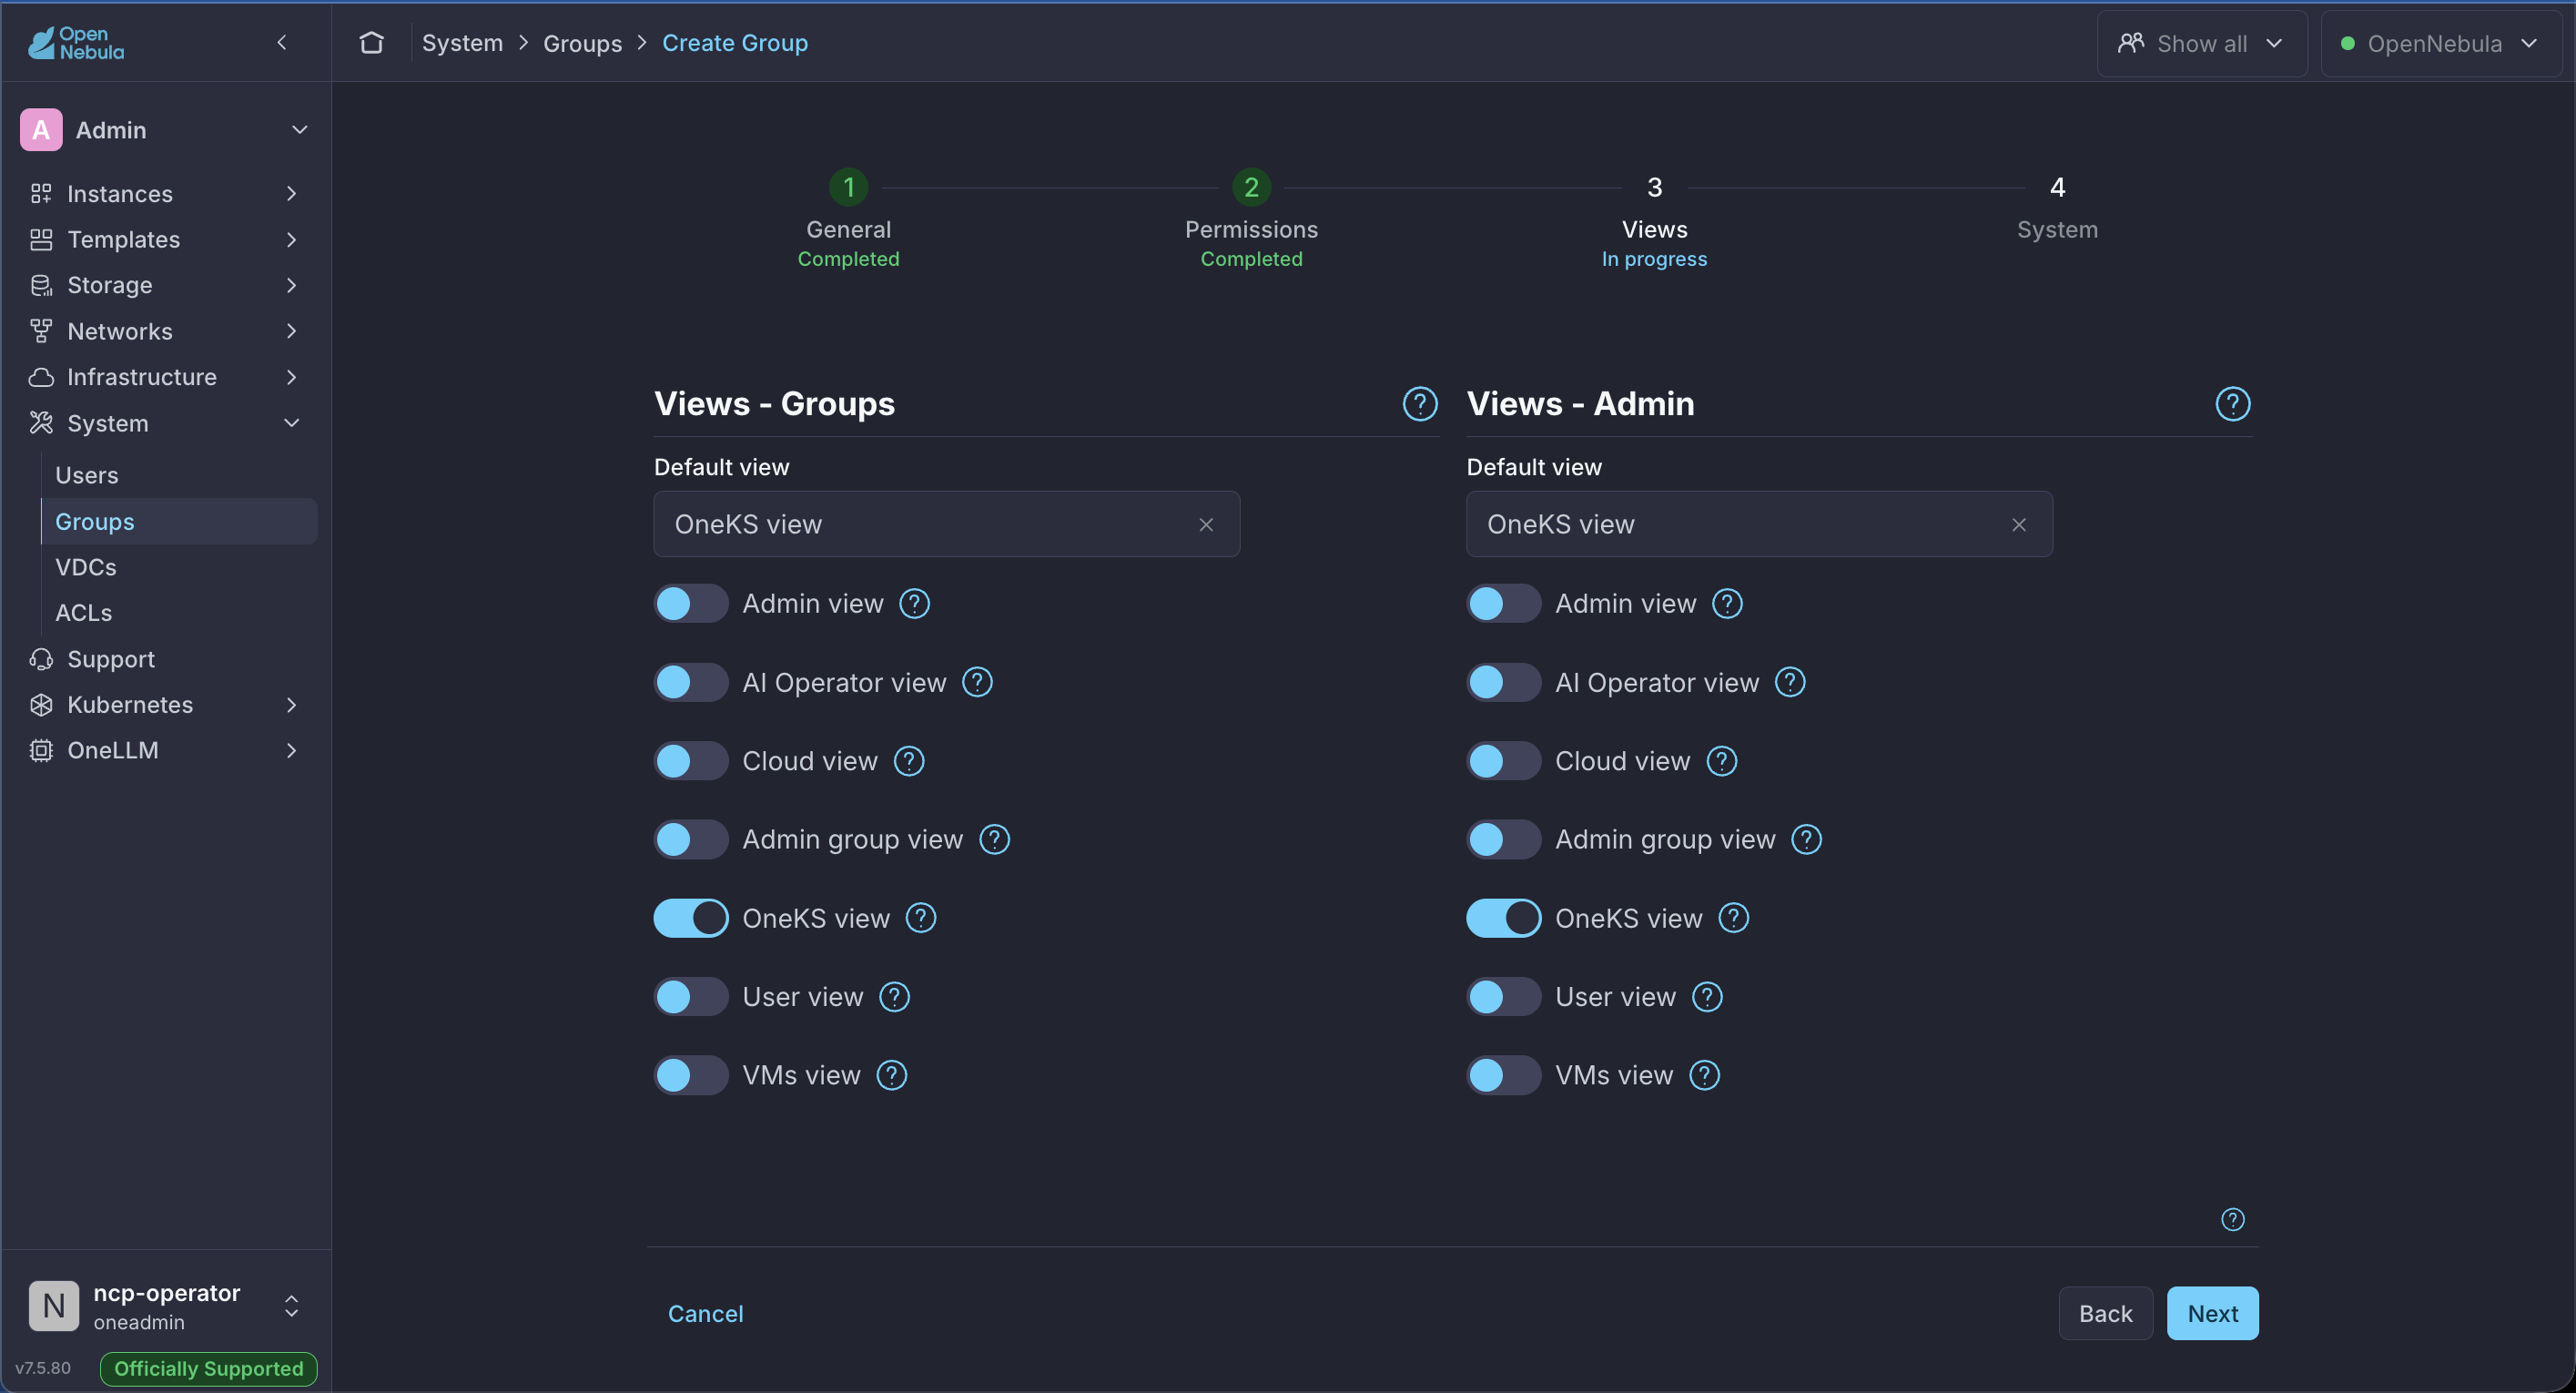 Open
Nebula
System > Groups > Create Group
Show all
OpenNebula
A Admin
Instances
Templates
Storage
Networks
Infrastructure
System
Users
Groups
VDCs
ACLs
Support
Kubernetes
OneLLM
N
ncp-operator
oneadmin
v7.5.80
Officially Supported
1
General
Completed
2
Permissions
Completed
3
Views
In progress
4
System
Views - Groups
Default view
OneKS view
Admin view
AI Operator view
Cloud view
Admin group view
OneKS view
User view
VMs view
Views - Admin
Default view
OneKS view
Admin view
AI Operator view
Cloud view
Admin group view
OneKS view
User view
VMs view
Cancel
Back
Next